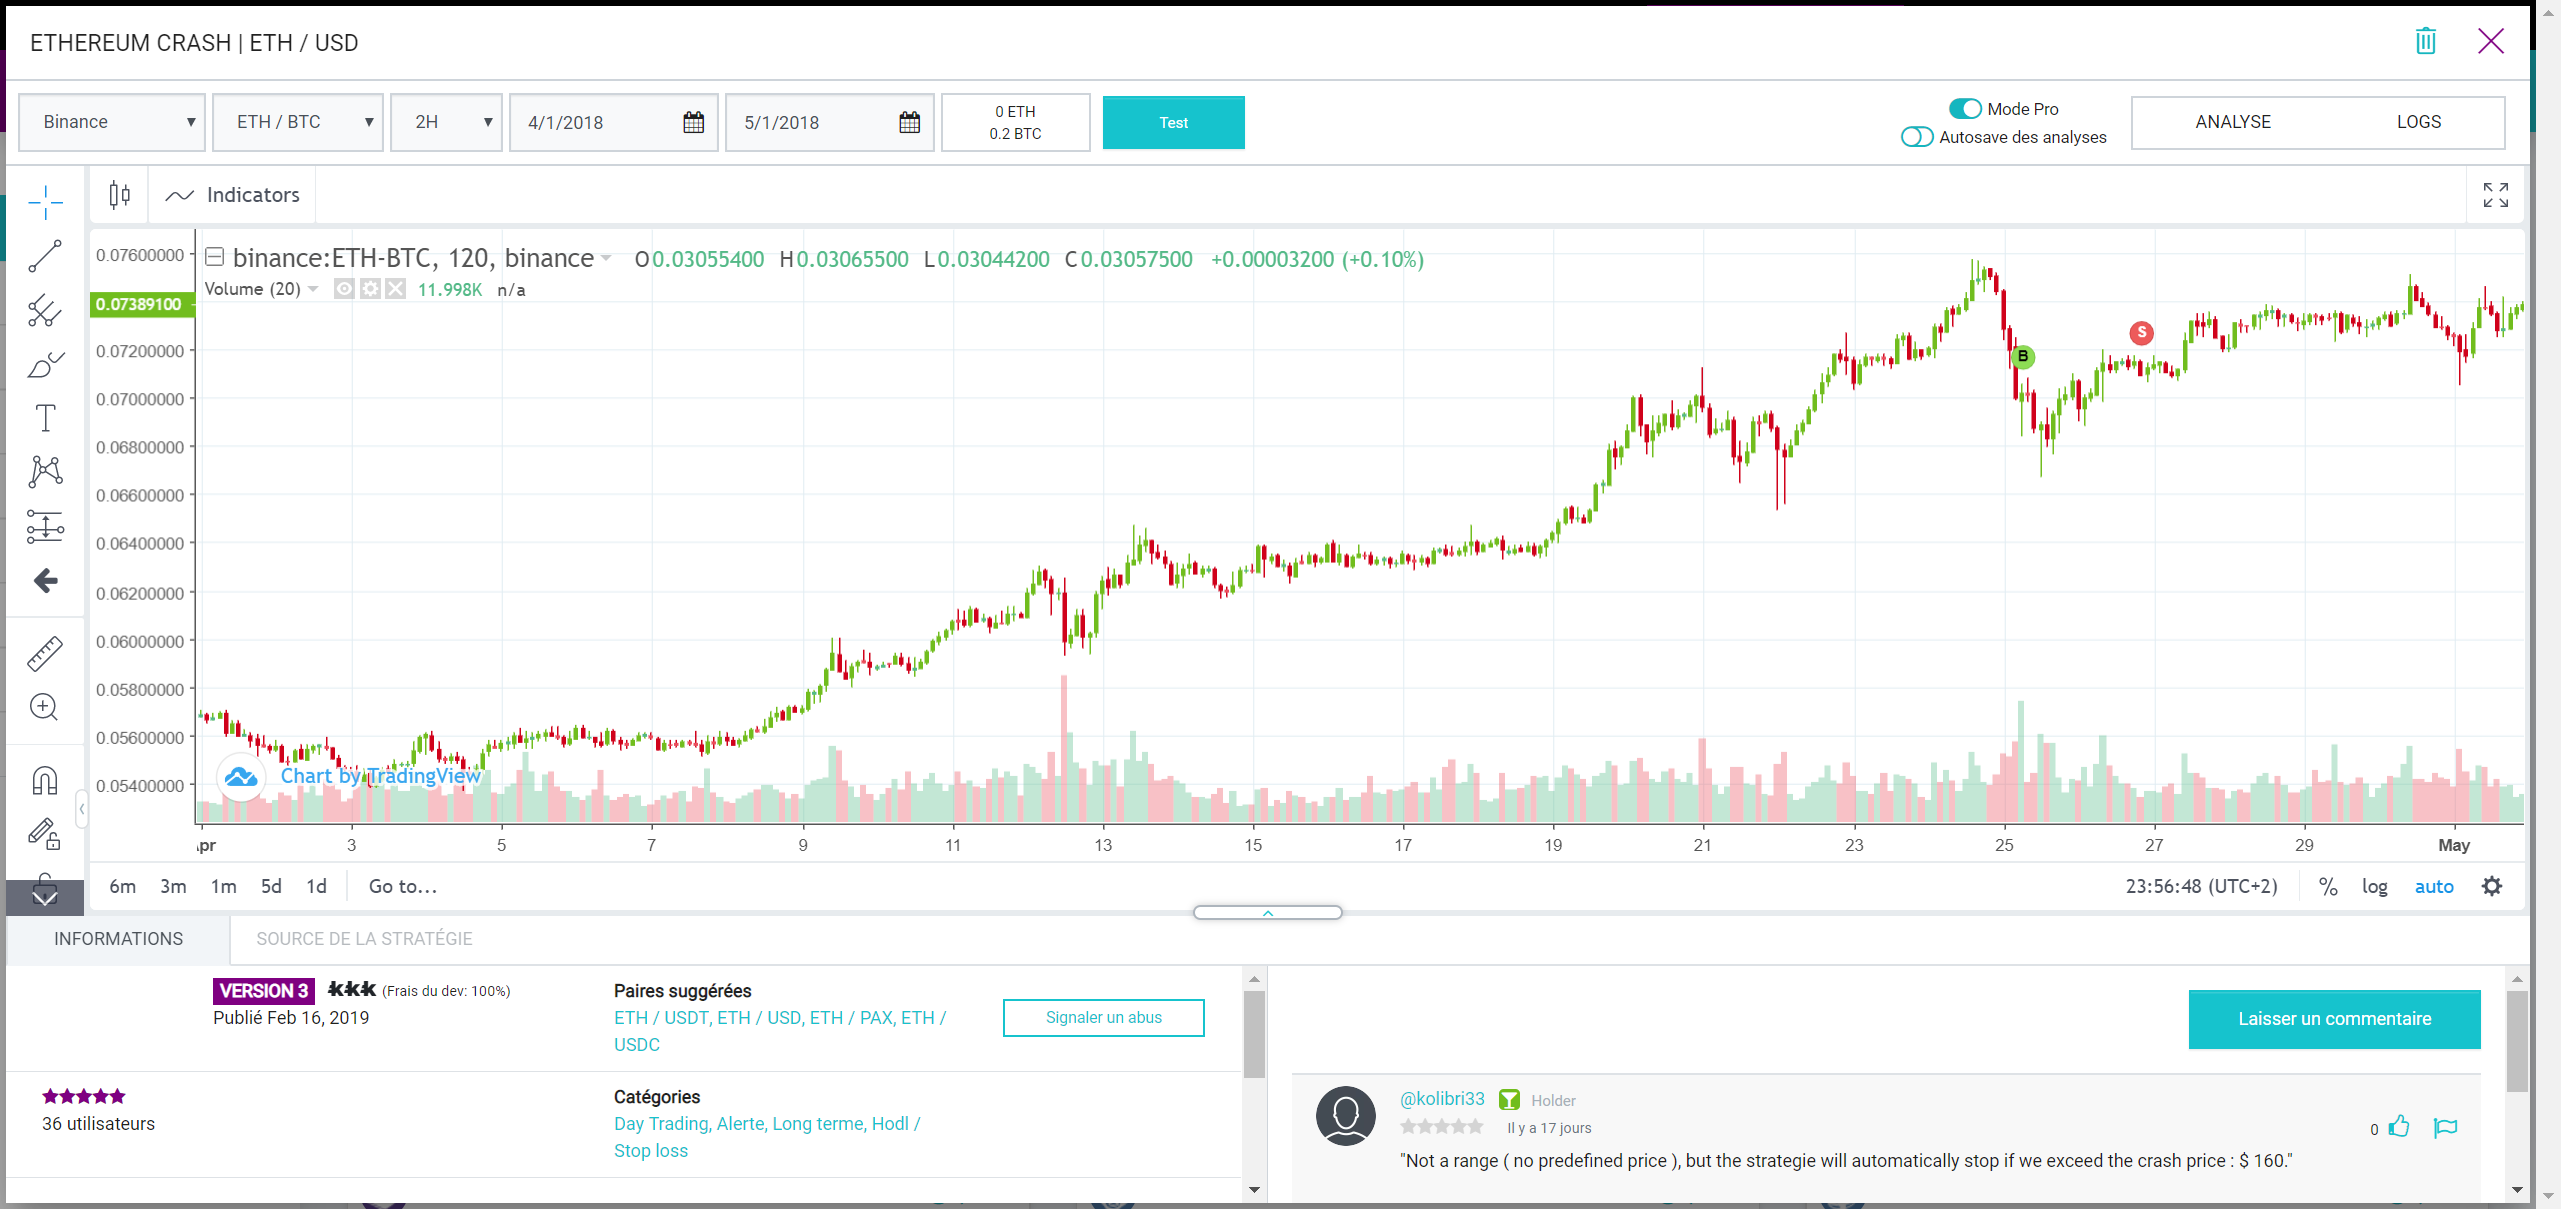 ETHEREUM CRASH | ETH / USD
Binance
ETH / BTC
2H
4/1/2018
5/1/2018
0 ETH
0.2 BTC
Test
Mode Pro
Autosave des analyses
ANALYSE
LOGS
Indicators
binance:ETH-BTC, 120, binance
O0.03055400 H0.03065500 L0.03044200 C0.03057500 +0.00003200 (+0.10%)
Volume (20) 11.998K n/a
0.07600000
0.07389100
0.07200000
0.07000000
0.06800000
0.06600000
0.06400000
0.06200000
0.06000000
0.05800000
0.05600000
0.05400000
B
S
T
Chart by TradingView
3 5 7 9 11 13 15 17 19 21 23 25 27 29 May
6m 3m 1m 5d 1d Go to...
23:56:48 (UTC+2) % log auto
INFORMATIONS
SOURCE DE LA STRATÉGIE
VERSION 3 kkk (Frais du dev: 100%)
Publié Feb 16, 2019
Paires suggérées
ETH / USDT, ETH / USD, ETH / PAX, ETH /
USDC
Signaler un abus
36 utilisateurs
Catégories
Day Trading, Alerte, Long terme, Hodl /
Stop loss
Laisser un commentaire
@kolibri33 Holder
Il y a 17 jours
0
"Not a range ( no predefined price ), but the strategie will automatically stop if we exceed the crash price : $ 160."